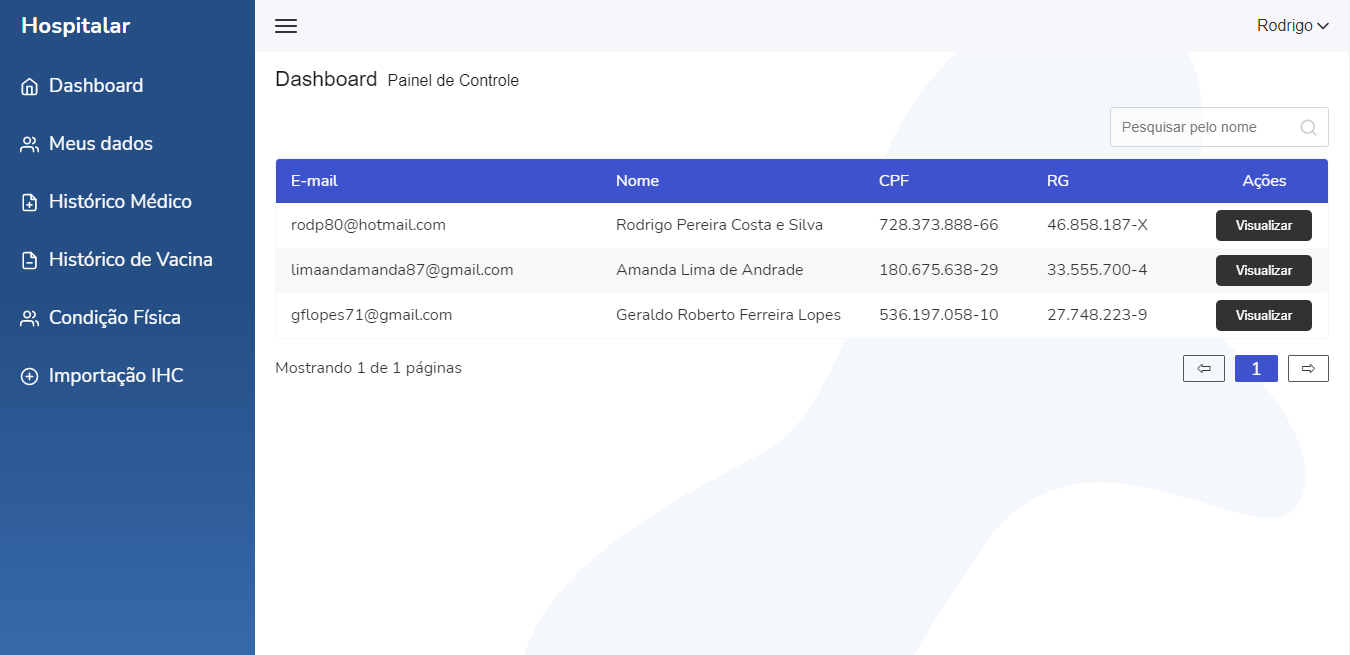 Hospitalar
Rodrigo
Dashboard
Meus dados
Histórico Médico
Histórico de Vacina
Condição Física
Importação IHC
Dashboard Painel de Controle
Pesquisar pelo nome
E-mail Nome CPF RG Ações
rodp80@hotmail.com Rodrigo Pereira Costa e Silva 728.373.888-66 46.858.187-X Visualizar
limaandamanda87@gmail.com Amanda Lima de Andrade 180.675.638-29 33.555.700-4 Visualizar
gflopes71@gmail.com Geraldo Roberto Ferreira Lopes 536.197.058-10 27.748.223-9 Visualizar
Mostrando 1 de 1 páginas
⇦ 1 ⇨